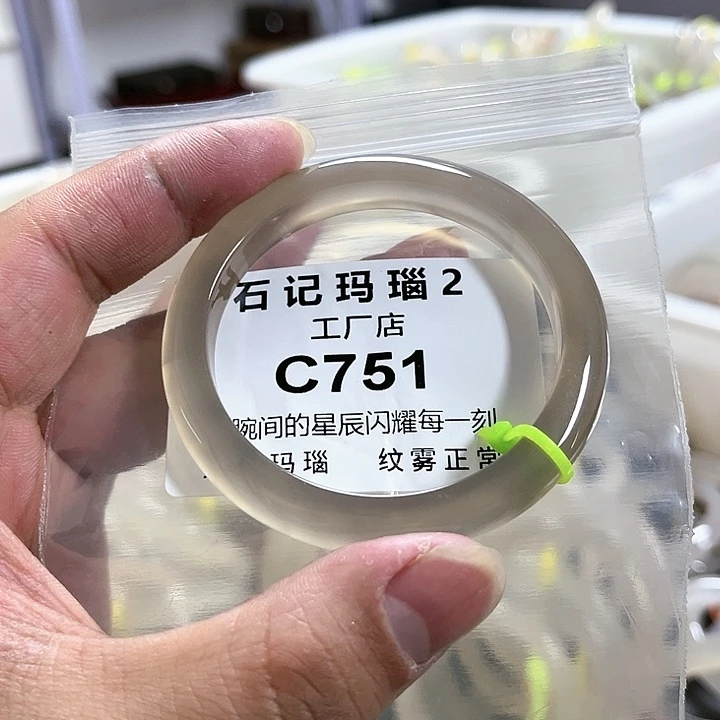 石记玛瑙2
工厂店
C751
腕间的星辰闪耀每一刻
玛瑙 纹雾正常